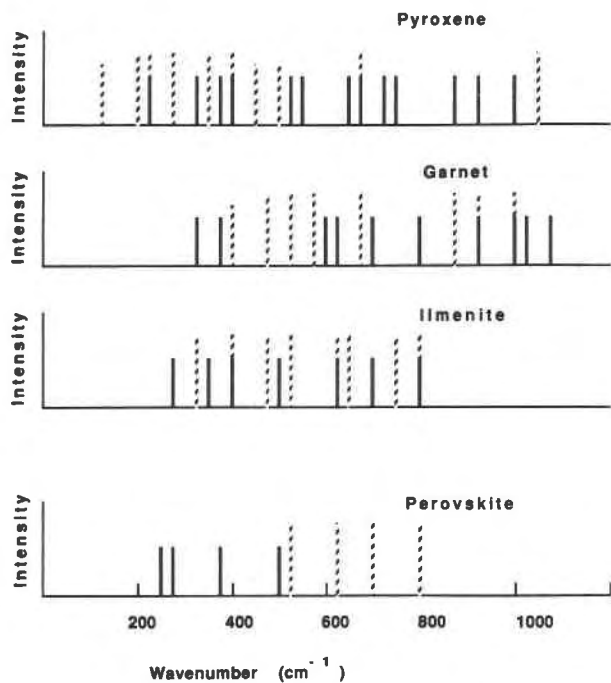 Pyroxene
Intensity
Garnet
Intensity
Ilmenite
Intensity
Perovskite
Intensity
200 400 600 800 1000
Wavenumber (cm⁻¹)